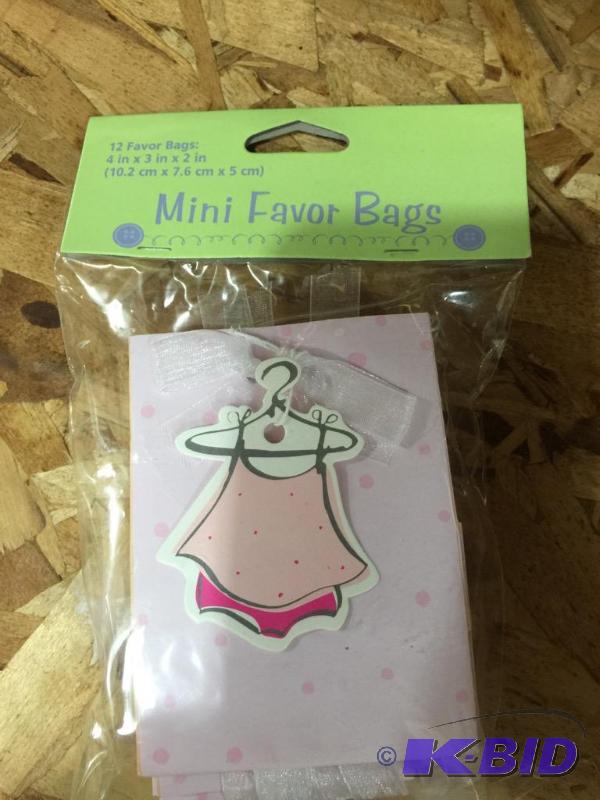 12 Favor Bags:
4 in x 3 in x 2 in
(10.2 cm x 7.6 cm x 5 cm)
Mini Favor Bags
© K-BID